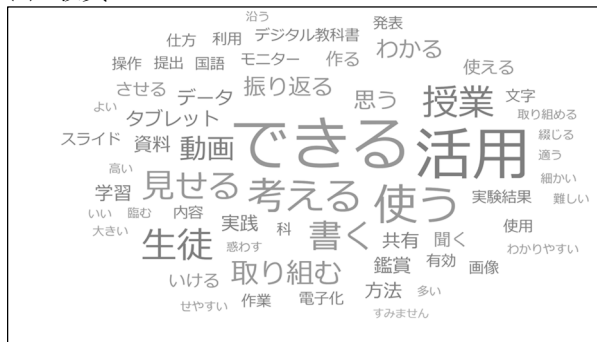 沿う 発表
仕方 利用 デジタル教科書 わかる
操作 提出 国語 モニター 作る 使える
させる データ 振り返る 思う 授業 文字
よい タブレット 取り組める
スライド 資料 動画 できる 活用 綴じる
適う
高い 見せる 考える 使う 細かい
学習 実験結果 難しい
いい 臨む 内容 実践 科 書く 使用
大きい 生徒 惑わす 共有 聞く わかりやすい
いける 取り組む 鑑賞 有効 画像
せやすい 作業 電子化 方法 多い
すみません